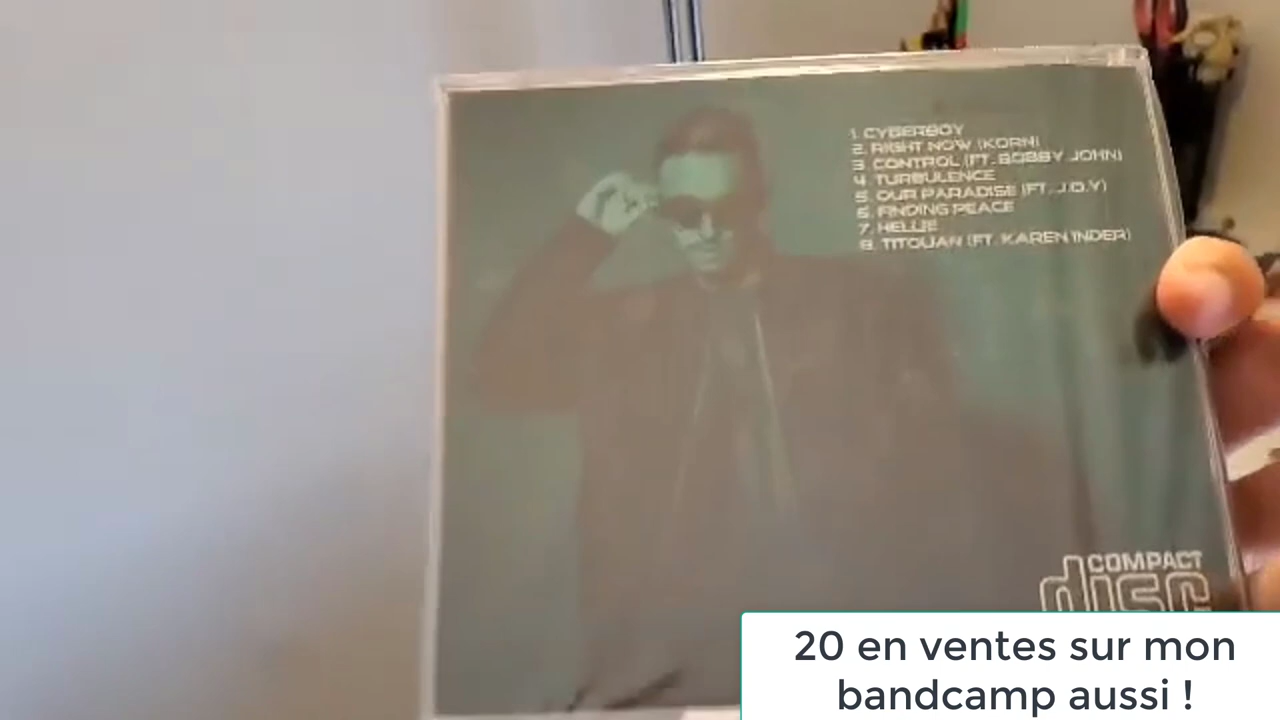 1. CYBERBOY
2. RIGHT NOW (KORN)
3. CONTROL (FT. BOBBY JOHN)
4. TURBULENCE
5. OUR PARADISE (FT. J.O.Y)
6. FINDING PEACE
7. HELLIE
8. TITOUAN (FT. KAREN INDER)
COMPACT
disc
20 en ventes sur mon
bandcamp aussi !